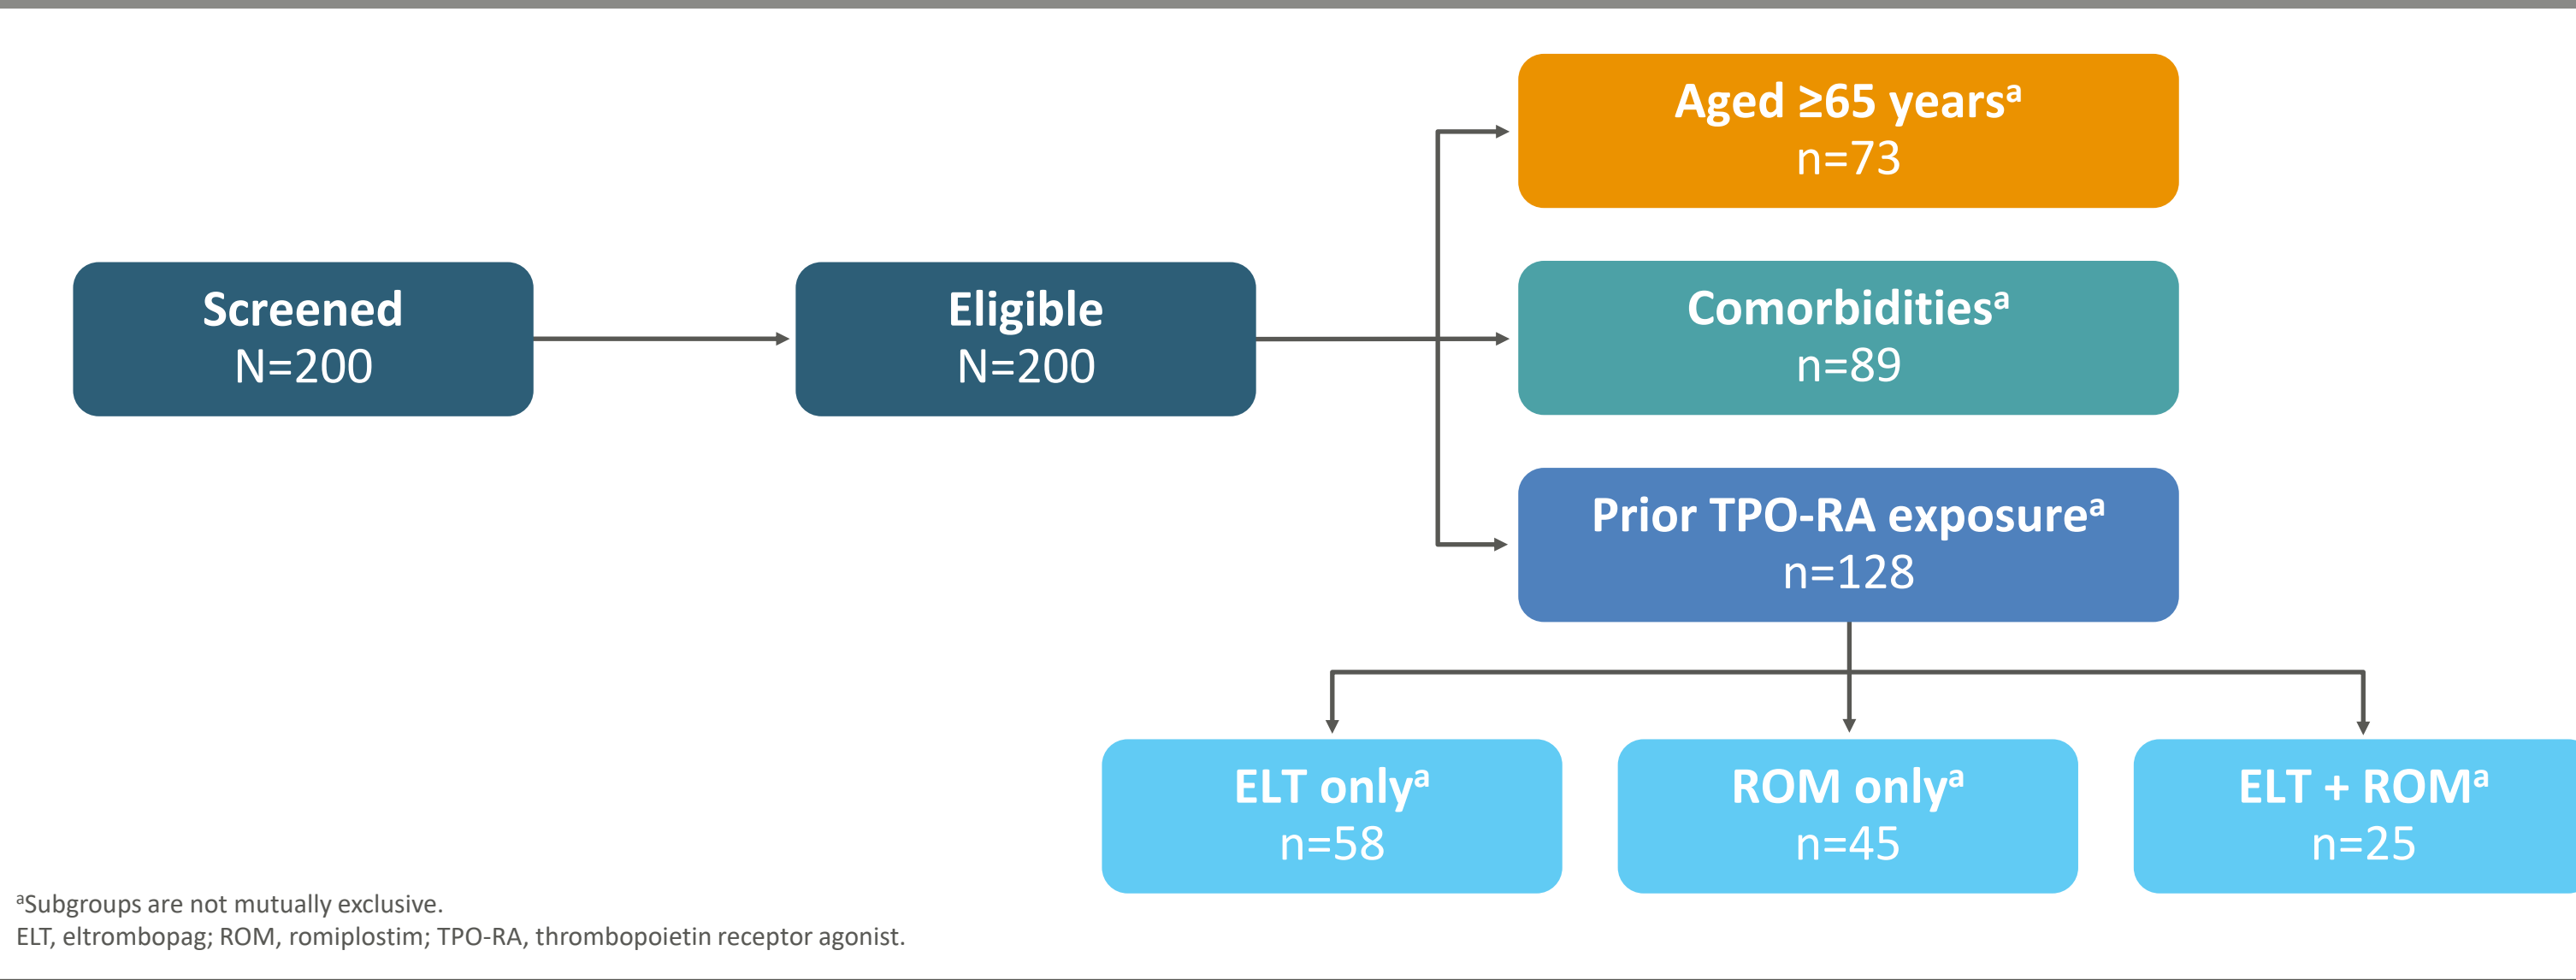 Aged ≥65 yearsᵃ
n=73
Screened
N=200
Eligible
N=200
Comorbiditiesᵃ
n=89
Prior TPO-RA exposureᵃ
n=128
ELT onlyᵃ
n=58
ROM onlyᵃ
n=45
ELT + ROMᵃ
n=25
ᵃSubgroups are not mutually exclusive.
ELT, eltrombopag; ROM, romiplostim; TPO-RA, thrombopoietin receptor agonist.